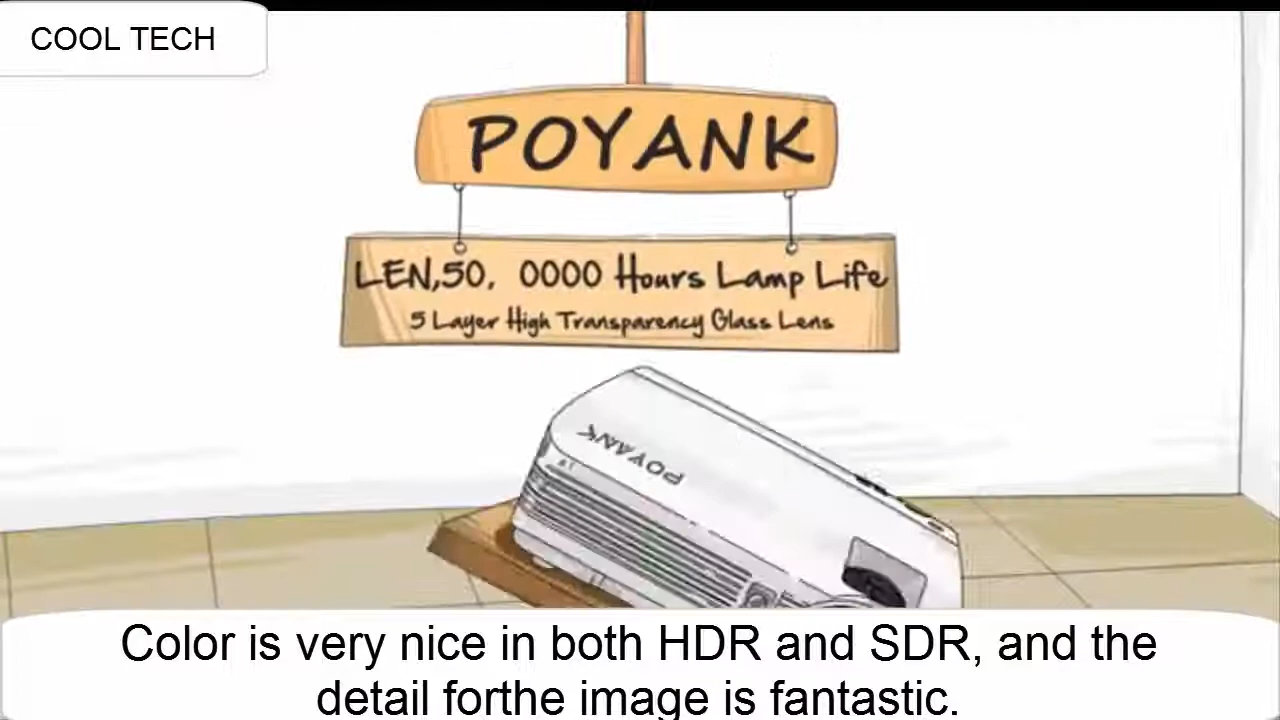 COOL TECH
POYANK
LEN,50, 0000 Hours Lamp Life
5 Layer High Transparency Glass Lens
POYANK
Color is very nice in both HDR and SDR, and the
detail forthe image is fantastic.